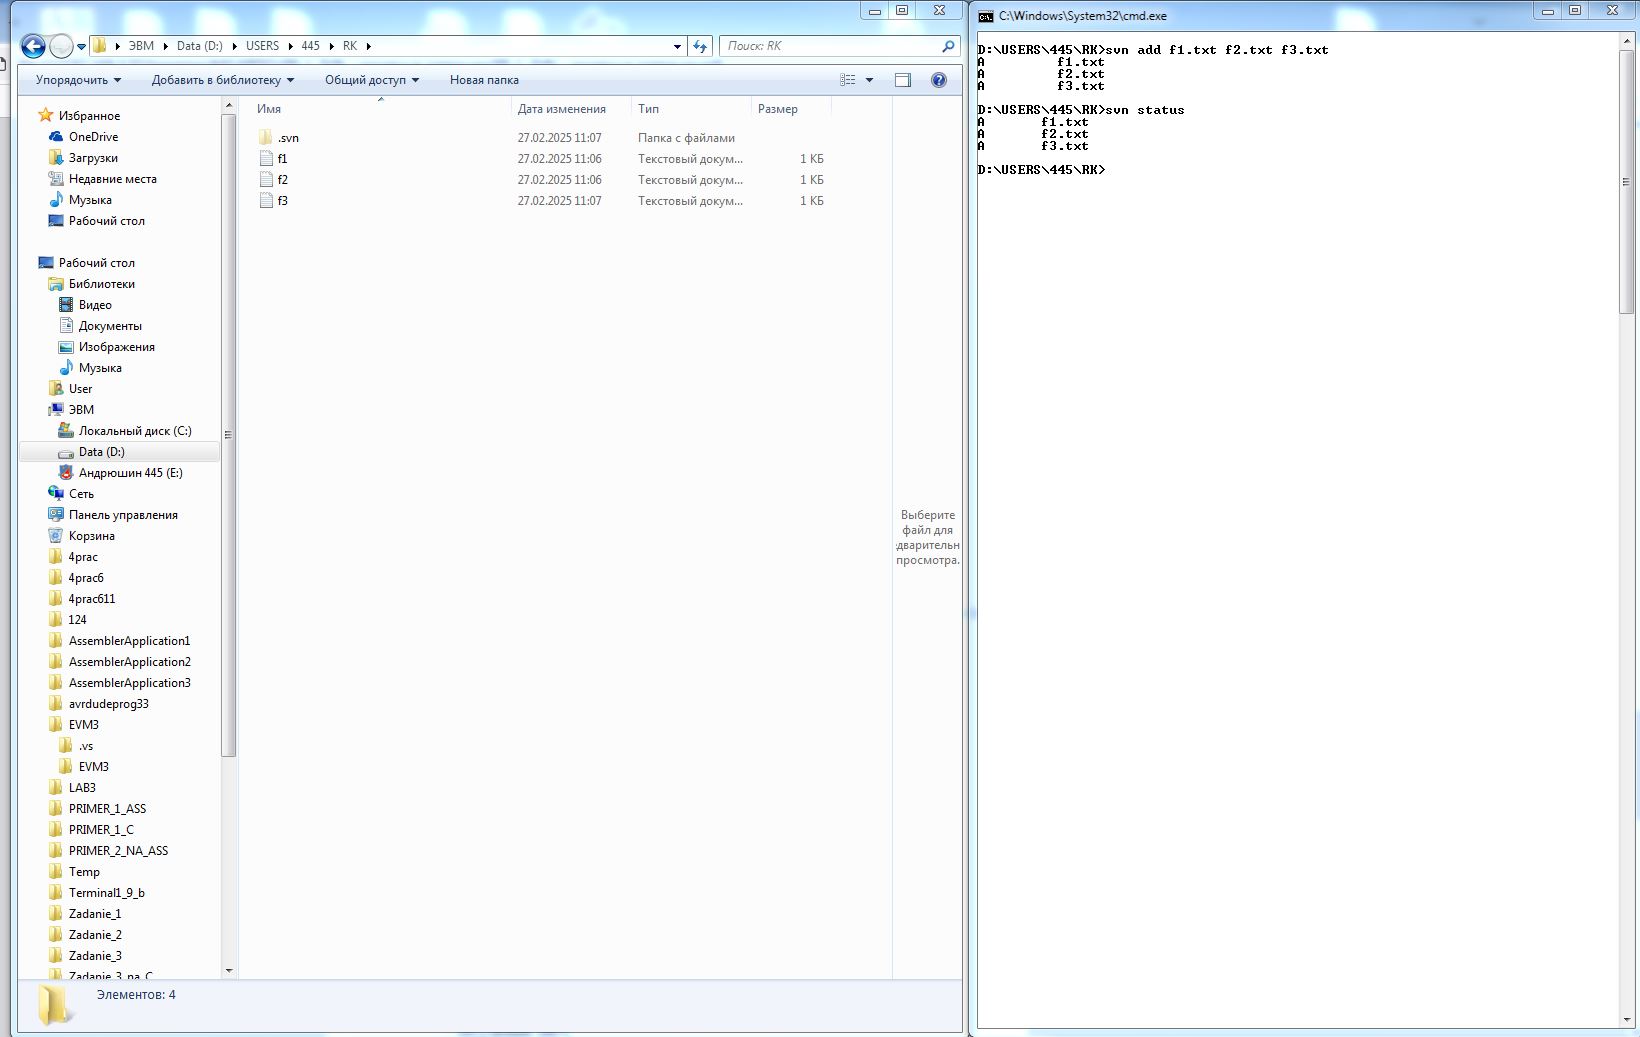 ЭВМ Data (D:) USERS 445 RK
Поиск: RK
Упорядочить Добавить в библиотеку Общий доступ Новая папка
Избранное
OneDrive
Загрузки
Недавние места
Музыка
Рабочий стол
Рабочий стол
Библиотеки
Видео
Документы
Изображения
Музыка
User
ЭВМ
Локальный диск (C:)
Data (D:)
Андрюшин 445 (E:)
Сеть
Панель управления
Корзина
4prac
4prac6
4prac611
124
AssemblerApplication1
AssemblerApplication2
AssemblerApplication3
avrdudeprog33
EVM3
.vs
EVM3
LAB3
PRIMER_1_ASS
PRIMER_1_C
PRIMER_2_NA_ASS
Temp
Terminal1_9_b
Zadanie_1
Zadanie_2
Zadanie_3
Zadanie_3_na_C
Имя Дата изменения Тип Размер
.svn 27.02.2025 11:07 Папка с файлами
f1 27.02.2025 11:06 Текстовый докум... 1 КБ
f2 27.02.2025 11:06 Текстовый докум... 1 КБ
f3 27.02.2025 11:07 Текстовый докум... 1 КБ
Выберите
файл для
дварительн
просмотра.
Элементов: 4
C:\Windows\System32\cmd.exe
D:\USERS\445\RK>svn add f1.txt f2.txt f3.txt
A f1.txt
A f2.txt
A f3.txt
D:\USERS\445\RK>svn status
A f1.txt
A f2.txt
A f3.txt
D:\USERS\445\RK>